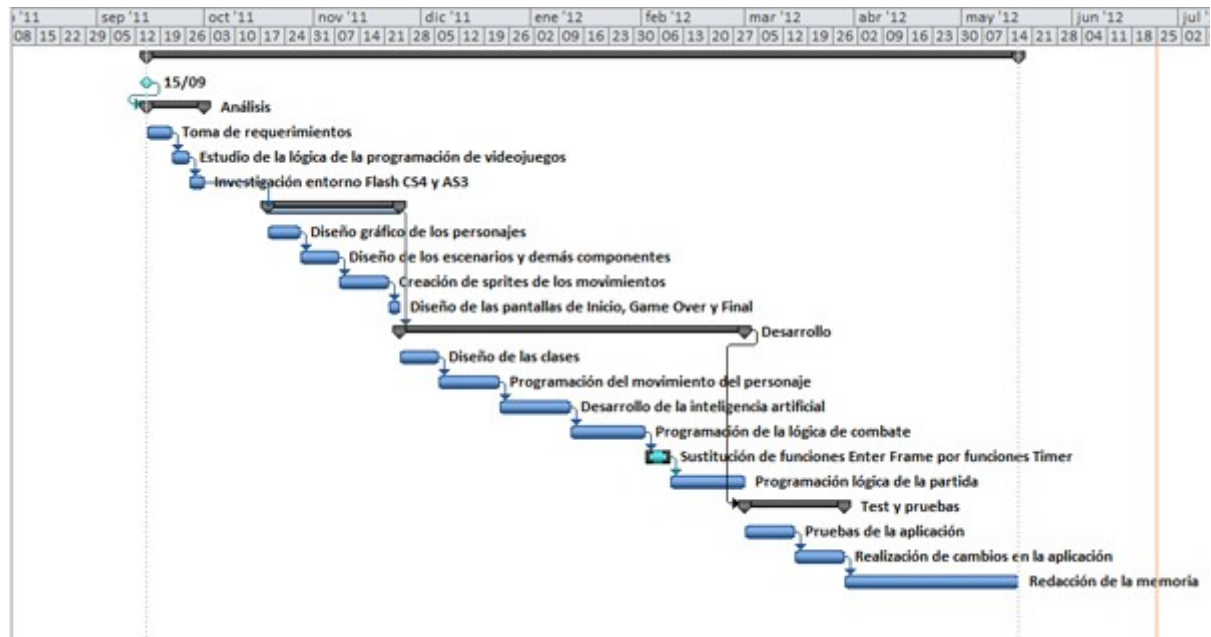 '11 sep '11 oct '11 nov '11 dic '11 ene '12 feb '12 mar '12 abr '12 may '12 jun '12 jul '
08 15 22 29 05 12 19 26 03 10 17 24 31 07 14 21 28 05 12 19 26 02 09 16 23 30 06 13 20 27 05 12 19 26 02 09 16 23 30 07 14 21 28 04 11 18 25 02
15/09
Análisis
Toma de requerimientos
Estudio de la lógica de la programación de videojuegos
Investigación entorno Flash CS4 y AS3
Diseño gráfico de los personajes
Diseño de los escenarios y demás componentes
Creación de sprites de los movimientos
Diseño de las pantallas de Inicio, Game Over y Final
Desarrollo
Diseño de las clases
Programación del movimiento del personaje
Desarrollo de la inteligencia artificial
Programación de la lógica de combate
Sustitución de funciones Enter Frame por funciones Timer
Programación lógica de la partida
Test y pruebas
Pruebas de la aplicación
Realización de cambios en la aplicación
Redacción de la memoria